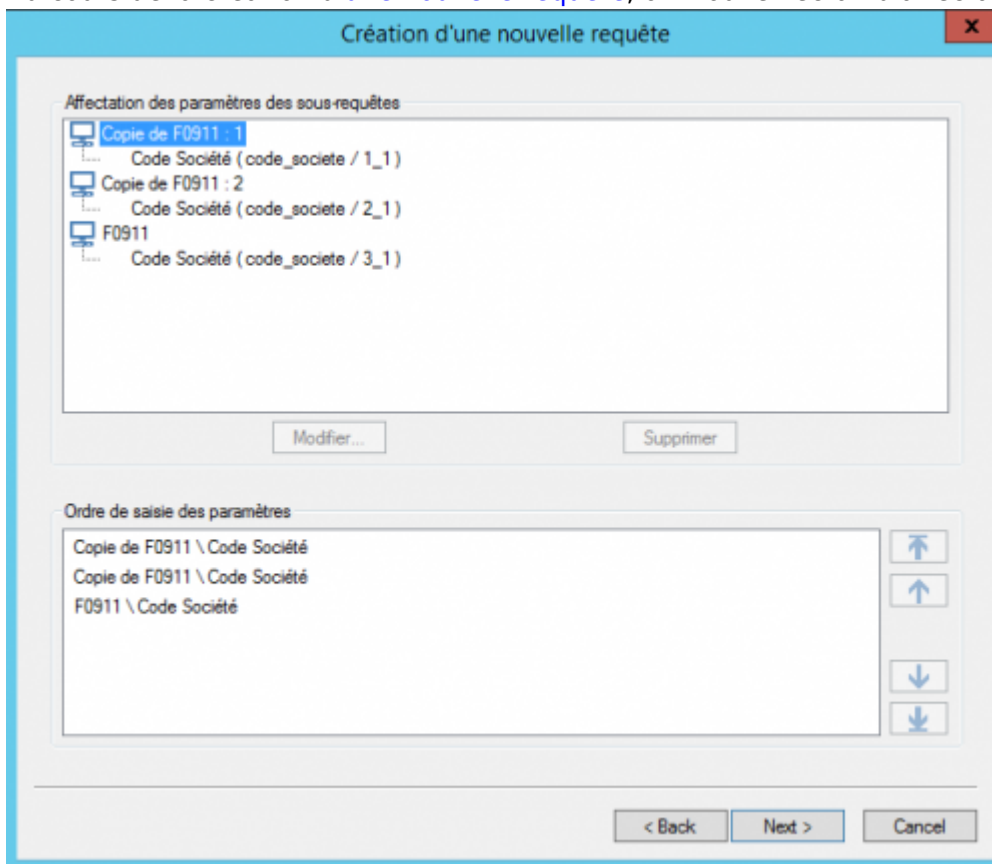 Création d'une nouvelle requête
x
Affectation des paramètres des sous-requêtes
Copie de F0911 : 1
Code Société ( code_societe / 1_1 )
Copie de F0911 : 2
Code Société ( code_societe / 2_1 )
F0911
Code Société ( code_societe / 3_1 )
Modifier... Supprimer
Ordre de saisie des paramètres
Copie de F0911 \ Code Société
Copie de F0911 \ Code Société
F0911 \ Code Société
< Back Next > Cancel